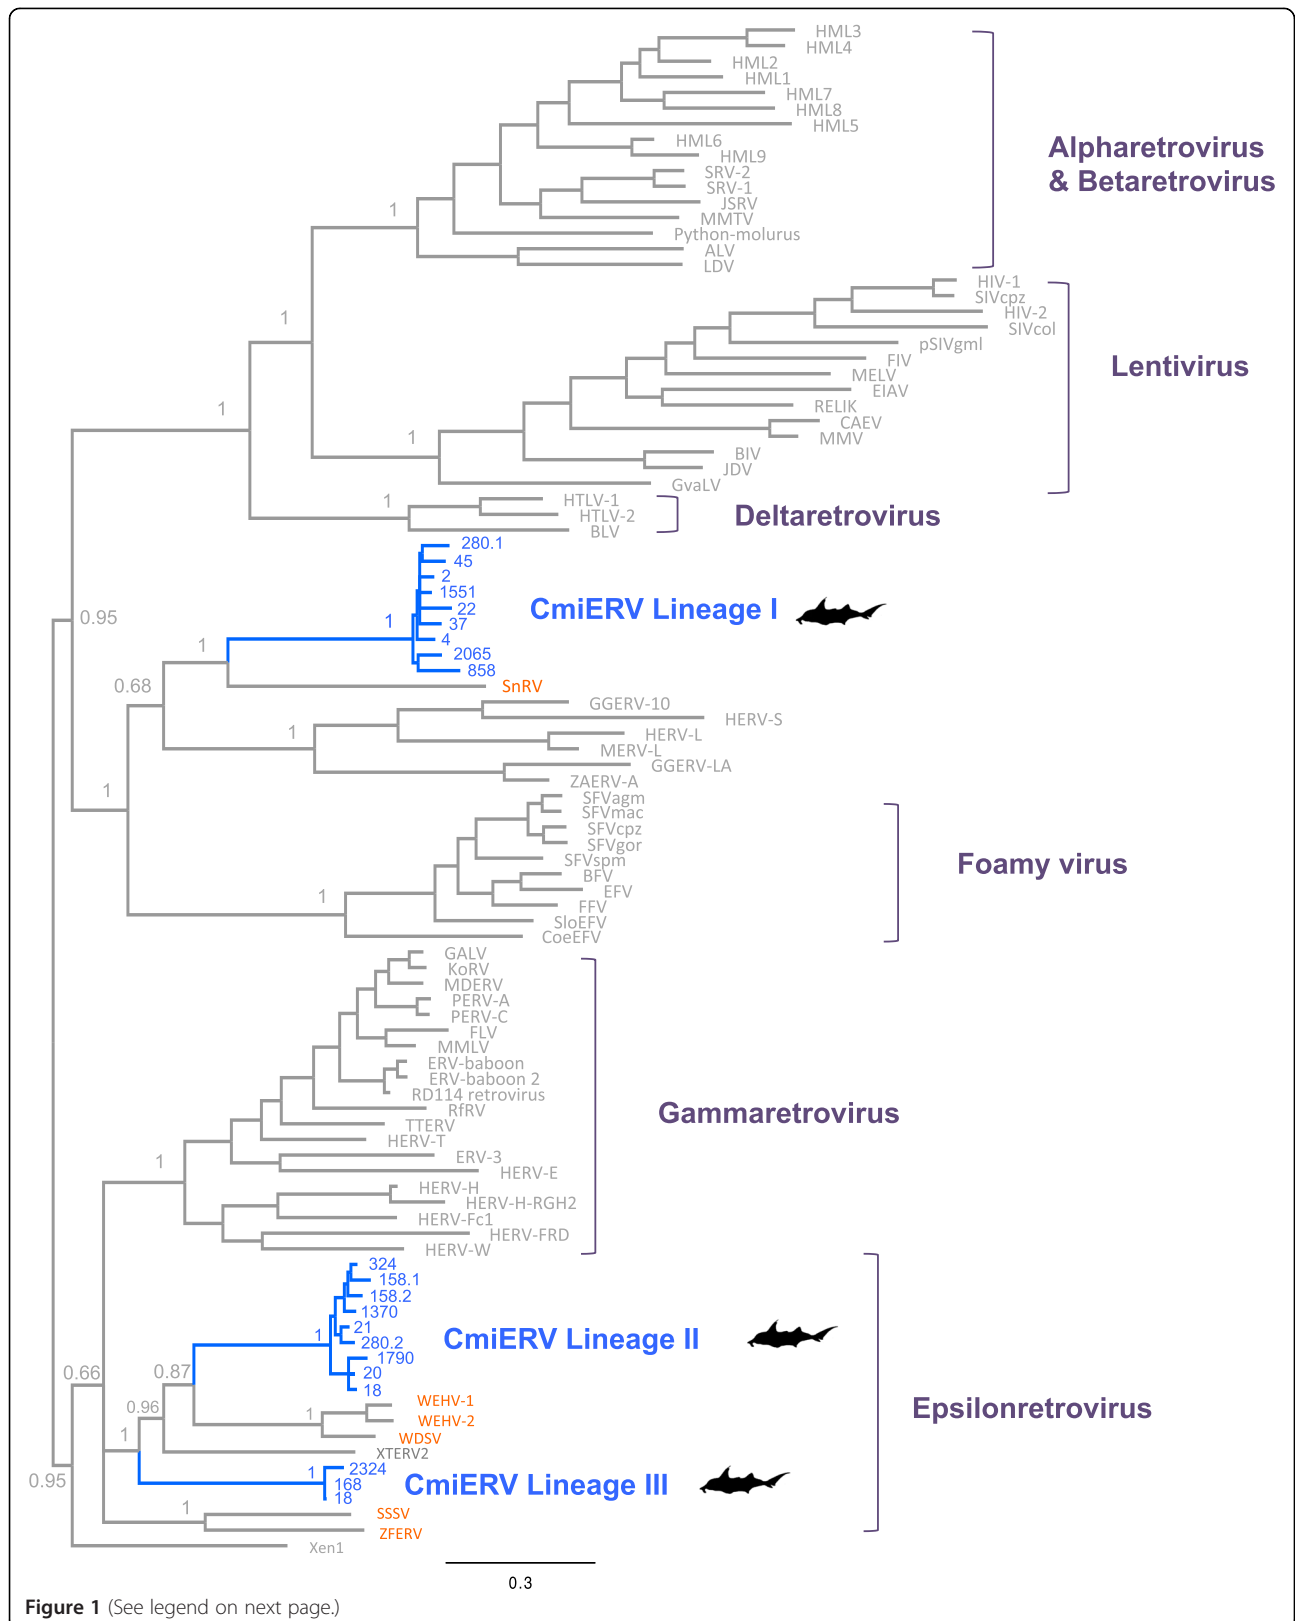 HML3
HML4
HML2
HML1
HML7
HML8
HML5
HML6
HML9
SRV-2
SRV-1
JSRV
MMTV
Python-molurus
ALV
LDV
Alpharetrovirus
& Betaretrovirus
1
1
1
HIV-1
SIVcpz
HIV-2
SIVcol
pSIVgml
FIV
MELV
EIAV
RELIK
CAEV
MMV
BIV
JDV
GvaLV
Lentivirus
1
HTLV-1
HTLV-2
BLV
Deltaretrovirus
1
0.95
280.1
45
2
1551
22
37
4
2065
858
1
CmiERV Lineage I
1
0.68
SnRV
GGERV-10
HERV-S
HERV-L
MERV-L
GGERV-LA
ZAERV-A
1
1
SFVagm
SFVmac
SFVcpz
SFVgor
SFVspm
BFV
EFV
FFV
SloEFV
CoeEFV
1
Foamy virus
GALV
KoRV
MDERV
PERV-A
PERV-C
FLV
MMLV
ERV-baboon
ERV-baboon 2
RD114 retrovirus
RfRV
TTERV
HERV-T
ERV-3
HERV-E
HERV-H
HERV-H-RGH2
HERV-Fc1
HERV-FRD
HERV-W
1
Gammaretrovirus
324
158.1
158.2
1370
21
280.2
1790
20
18
1
CmiERV Lineage II
0.66
0.87
0.96
1
WEHV-1
WEHV-2
WDSV
1
XTERV2
2324
168
18
1
CmiERV Lineage III
Epsilonretrovirus
0.95
1
SSSV
ZFERV
Xen1
0.3
Figure 1 (See legend on next page.)